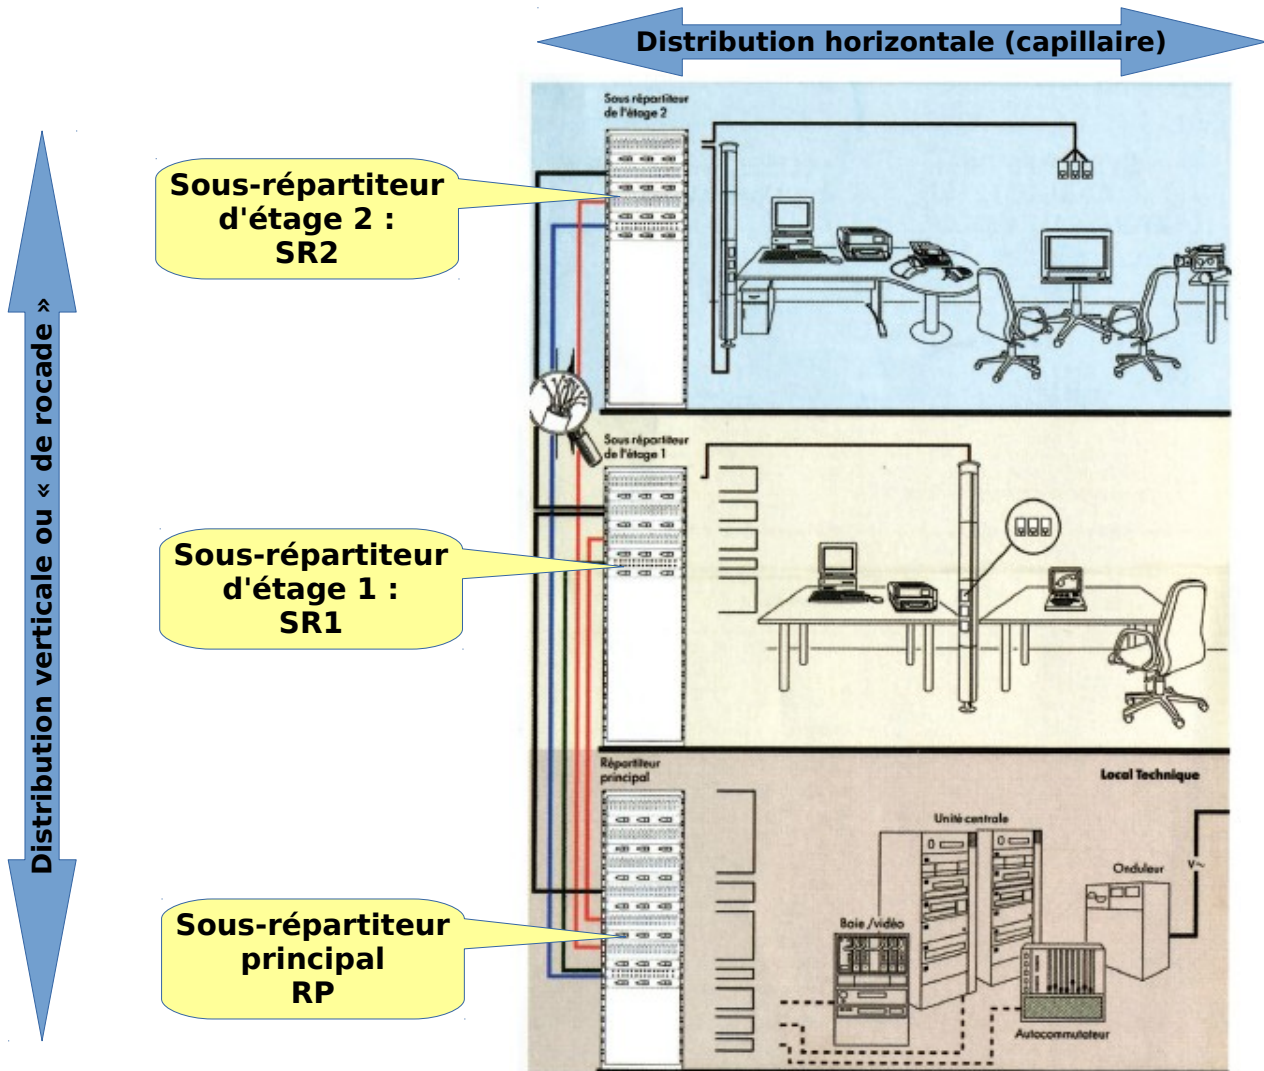 Distribution horizontale (capillaire)
Sous répartiteur
de l'étage 2
Sous-répartiteur
d'étage 2 :
SR2
Distribution verticale ou « de rocade »
Sous répartiteur
de l'étage 1
Sous-répartiteur
d'étage 1 :
SR1
Répartiteur
principal
Local Technique
Unité centrale
Onduleur
V~
Baie /vidéo
Sous-répartiteur
principal
RP
Autocommutateur